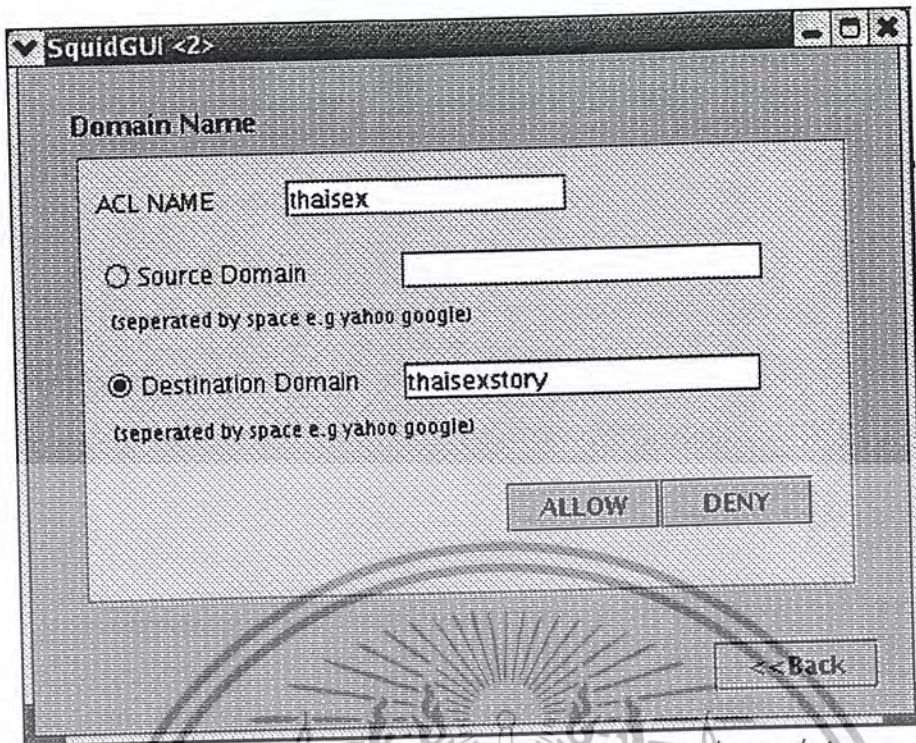 SquidGUI <2>
Domain Name
ACL NAME thaisex
Source Domain
(seperated by space e.g yahoo google)
Destination Domain thaisexstory
(seperated by space e.g yahoo google)
ALLOW DENY
<<Back